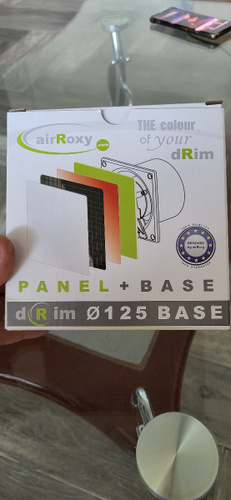 airRoxy
THE colour
of your
dRim
PANEL + BASE
dRim Ø125 BASE